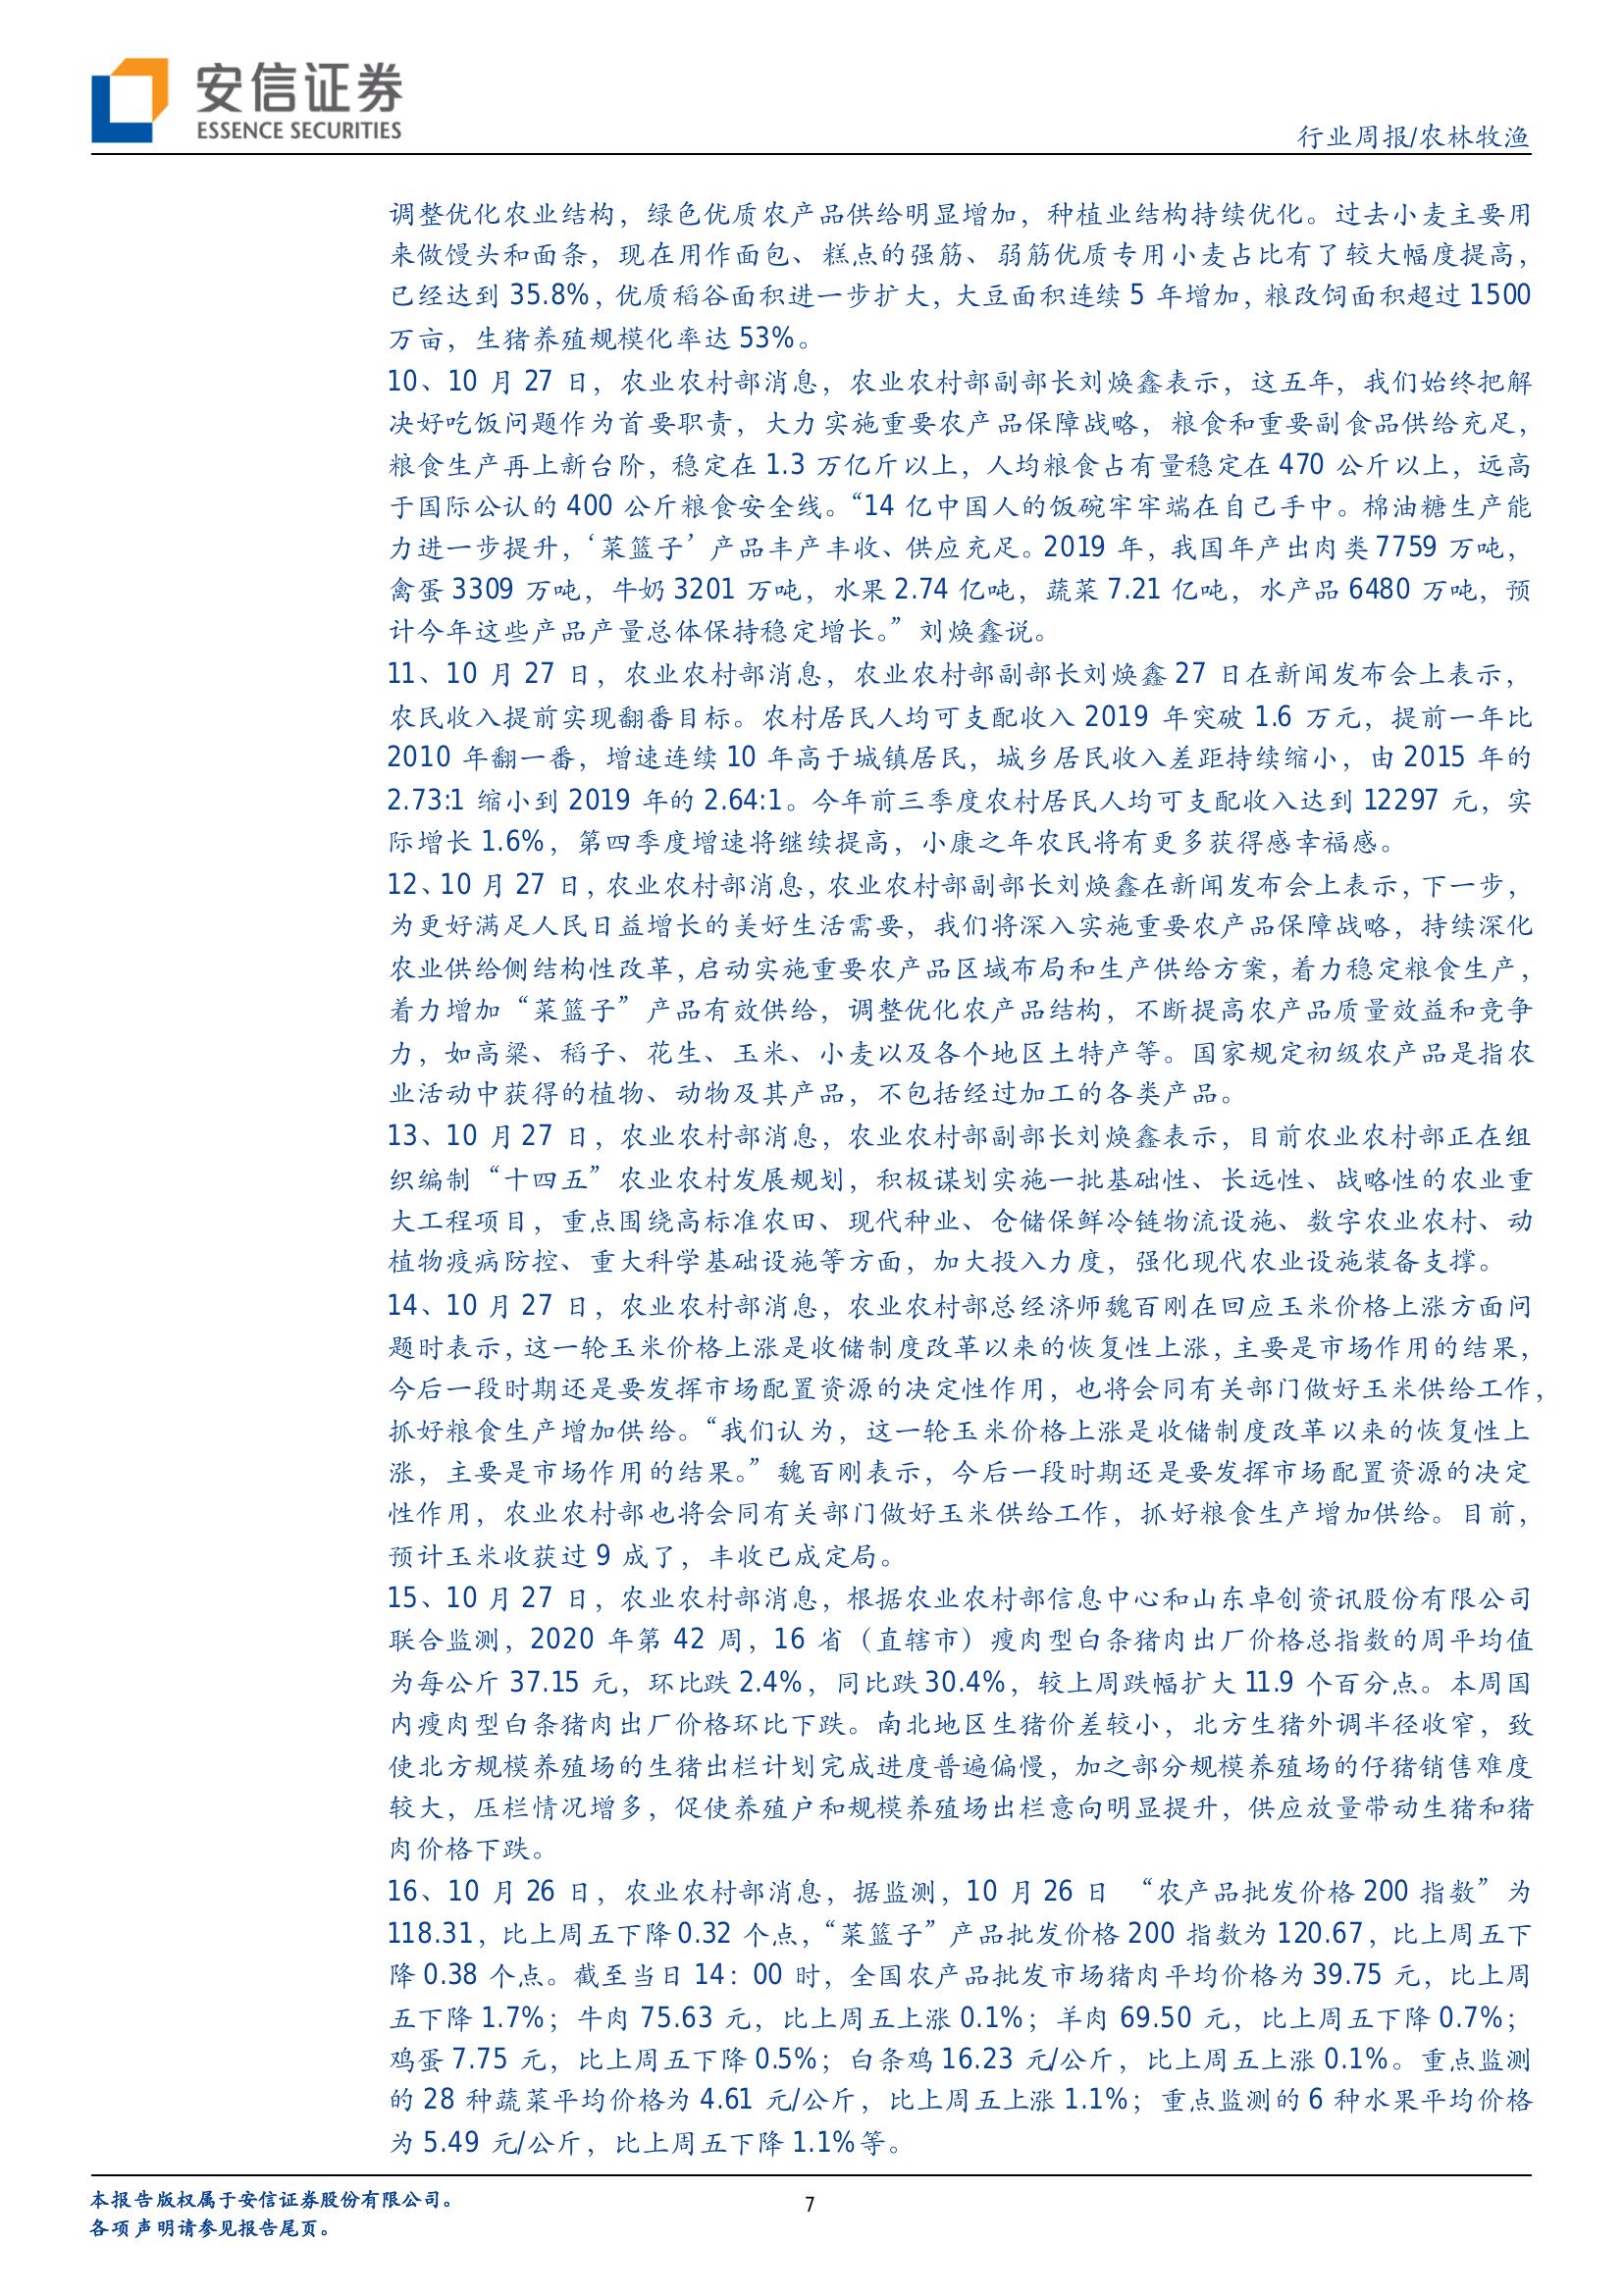 安信证券
ESSENCE SECURITIES
行业周报/农林牧渔
调整优化农业结构，绿色优质农产品供给明显增加，种植业结构持续优化。过去小麦主要用
来做馒头和面条，现在用作面包、糕点的强筋、弱筋优质专用小麦占比有了较大幅度提高，
已经达到 35.8%，优质稻谷面积进一步扩大，大豆面积连续 5 年增加，粮改饲面积超过 1500
万亩，生猪养殖规模化率达 53%。
10、10 月 27 日，农业农村部消息，农业农村部副部长刘焕鑫表示，这五年，我们始终把解
决好吃饭问题作为首要职责，大力实施重要农产品保障战略，粮食和重要副食品供给充足，
粮食生产再上新台阶，稳定在 1.3 万亿斤以上，人均粮食占有量稳定在 470 公斤以上，远高
于国际公认的 400 公斤粮食安全线。“14 亿中国人的饭碗牢牢端在自己手中。棉油糖生产能
力进一步提升，‘菜篮子’产品丰产丰收、供应充足。2019 年，我国年产出肉类 7759 万吨，
禽蛋 3309 万吨，牛奶 3201 万吨，水果 2.74 亿吨，蔬菜 7.21 亿吨，水产品 6480 万吨，预
计今年这些产品产量总体保持稳定增长。”刘焕鑫说。
11、10 月 27 日，农业农村部消息，农业农村部副部长刘焕鑫 27 日在新闻发布会上表示，
农民收入提前实现翻番目标。农村居民人均可支配收入 2019 年突破 1.6 万元，提前一年比
2010 年翻一番，增速连续 10 年高于城镇居民，城乡居民收入差距持续缩小，由 2015 年的
2.73:1 缩小到 2019 年的 2.64:1。今年前三季度农村居民人均可支配收入达到 12297 元，实
际增长 1.6%，第四季度增速将继续提高，小康之年农民将有更多获得感幸福感。
12、10 月 27 日，农业农村部消息，农业农村部副部长刘焕鑫在新闻发布会上表示，下一步，
为更好满足人民日益增长的美好生活需要，我们将深入实施重要农产品保障战略，持续深化
农业供给侧结构性改革，启动实施重要农产品区域布局和生产供给方案，着力稳定粮食生产，
着力增加“菜篮子”产品有效供给，调整优化农产品结构，不断提高农产品质量效益和竞争
力，如高粱、稻子、花生、玉米、小麦以及各个地区土特产等。国家规定初级农产品是指农
业活动中获得的植物、动物及其产品，不包括经过加工的各类产品。
13、10 月 27 日，农业农村部消息，农业农村部副部长刘焕鑫表示，目前农业农村部正在组
织编制“十四五”农业农村发展规划，积极谋划实施一批基础性、长远性、战略性的农业重
大工程项目，重点围绕高标准农田、现代种业、仓储保鲜冷链物流设施、数字农业农村、动
植物疫病防控、重大科学基础设施等方面，加大投入力度，强化现代农业设施装备支撑。
14、10 月 27 日，农业农村部消息，农业农村部总经济师魏百刚在回应玉米价格上涨方面问
题时表示，这一轮玉米价格上涨是收储制度改革以来的恢复性上涨，主要是市场作用的结果，
今后一段时期还是要发挥市场配置资源的决定性作用，也将会同有关部门做好玉米供给工作，
抓好粮食生产增加供给。“我们认为，这一轮玉米价格上涨是收储制度改革以来的恢复性上
涨，主要是市场作用的结果。”魏百刚表示，今后一段时期还是要发挥市场配置资源的决定
性作用，农业农村部也将会同有关部门做好玉米供给工作，抓好粮食生产增加供给。目前，
预计玉米收获过 9 成了，丰收已成定局。
15、10 月 27 日，农业农村部消息，根据农业农村部信息中心和山东卓创资讯股份有限公司
联合监测，2020 年第 42 周，16 省（直辖市）瘦肉型白条猪肉出厂价格总指数的周平均值
为每公斤 37.15 元，环比跌 2.4%，同比跌 30.4%，较上周跌幅扩大 11.9 个百分点。本周国
内瘦肉型白条猪肉出厂价格环比下跌。南北地区生猪价差较小，北方生猪外调半径收窄，致
使北方规模养殖场的生猪出栏计划完成进度普遍偏慢，加之部分规模养殖场的仔猪销售难度
较大，压栏情况增多，促使养殖户和规模养殖场出栏意向明显提升，供应放量带动生猪和猪
肉价格下跌。
16、10 月 26 日，农业农村部消息，据监测，10 月 26 日 “农产品批发价格 200 指数”为
118.31，比上周五下降 0.32 个点，“菜篮子”产品批发价格 200 指数为 120.67，比上周五下
降 0.38 个点。截至当日 14：00 时，全国农产品批发市场猪肉平均价格为 39.75 元，比上周
五下降 1.7%；牛肉 75.63 元，比上周五上涨 0.1%；羊肉 69.50 元，比上周五下降 0.7%；
鸡蛋 7.75 元，比上周五下降 0.5%；白条鸡 16.23 元/公斤，比上周五上涨 0.1%。重点监测
的 28 种蔬菜平均价格为 4.61 元/公斤，比上周五上涨 1.1%；重点监测的 6 种水果平均价格
为 5.49 元/公斤，比上周五下降 1.1%等。
本报告版权属于安信证券股份有限公司。
7
各项声明请参见报告尾页。